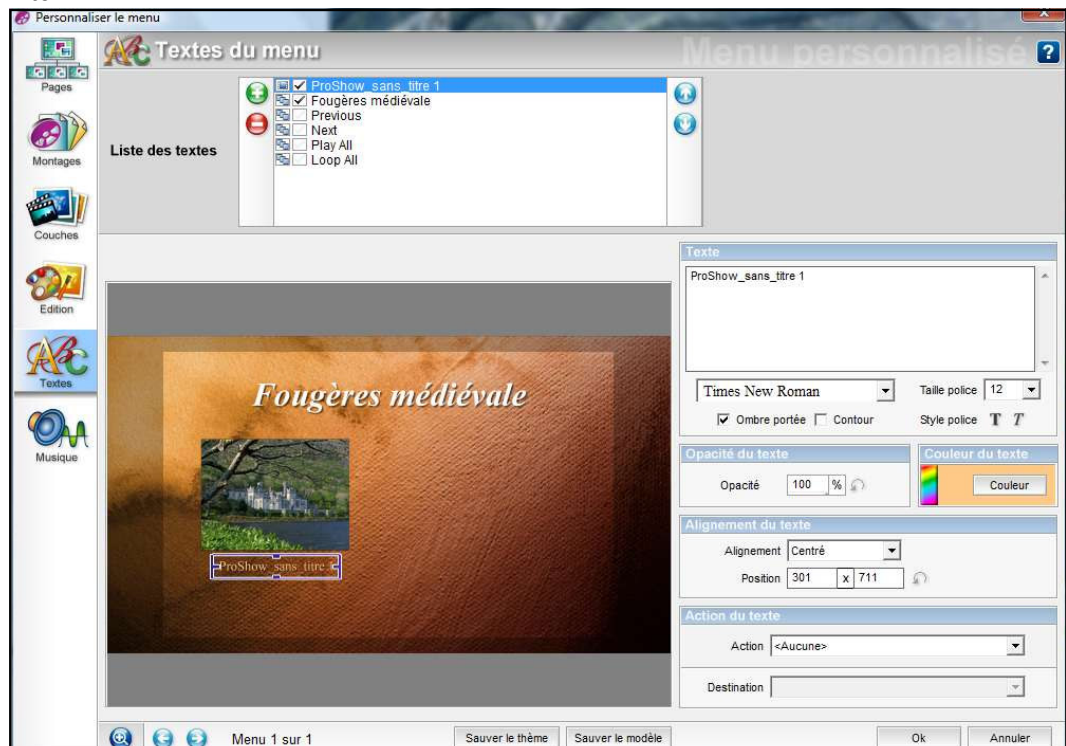 Personnaliser le menu
Textes du menu
Menu personnalisé
?
Pages
Montages
Couches
Edition
Textes
Musique
Liste des textes
ProShow_sans_titre 1
Fougères médiévale
Previous
Next
Play All
Loop All
Fougères médiévale
ProShow_sans_titre 1
Texte
ProShow_sans_titre 1
Times New Roman
Taille police 12
Ombre portée Contour
Style police T T
Opacité du texte
Opacité 100 %
Couleur du texte
Couleur
Alignement du texte
Alignement Centré
Position 301 x 711
Action du texte
Action <Aucune>
Destination
Menu 1 sur 1
Sauver le thème
Sauver le modèle
Ok
Annuler